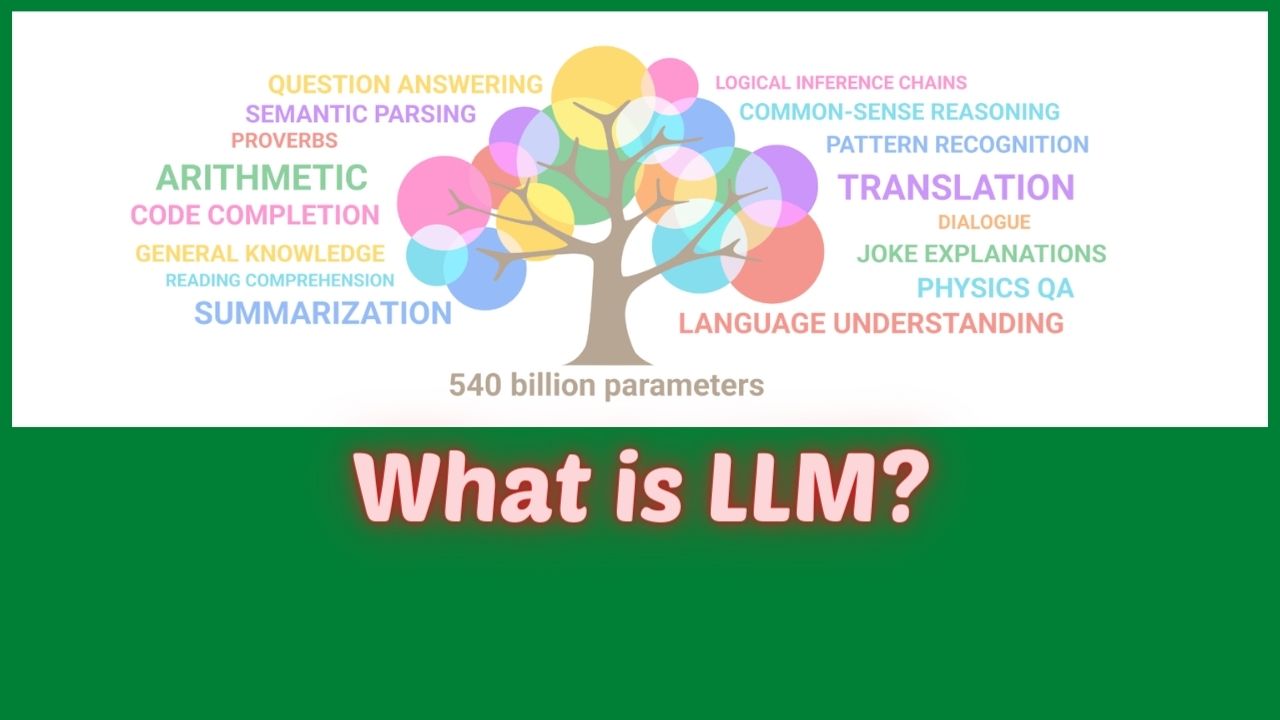 QUESTION ANSWERING
SEMANTIC PARSING
PROVERBS
ARITHMETIC
CODE COMPLETION
GENERAL KNOWLEDGE
READING COMPREHENSION
SUMMARIZATION
LOGICAL INFERENCE CHAINS
COMMON-SENSE REASONING
PATTERN RECOGNITION
TRANSLATION
DIALOGUE
JOKE EXPLANATIONS
PHYSICS QA
LANGUAGE UNDERSTANDING
540 billion parameters
What is LLM?